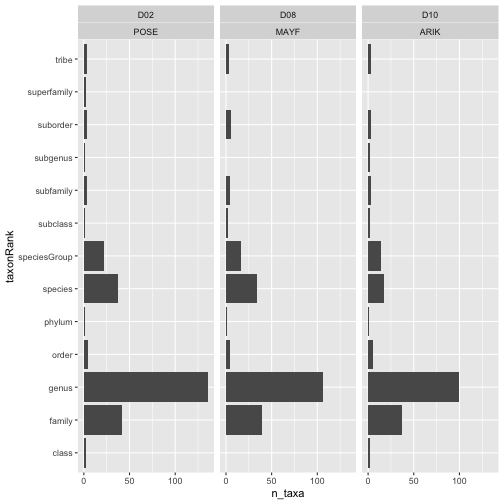 D02 D08 D10
POSE MAYF ARIK
tribe
superfamily
suborder
subgenus
subfamily
subclass
speciesGroup
species
phylum
order
genus
family
class
taxonRank
0 50 100 0 50 100 0 50 100
n_taxa